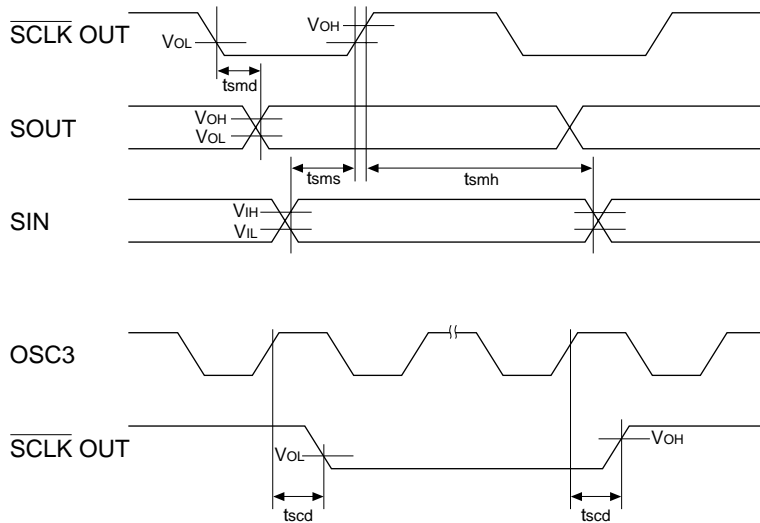 SCLK OUT
VOL
VOH
tsmd
SOUT
VOH
VOL
tsms
tsmh
SIN
VIH
VIL
OSC3
SCLK OUT
VOL
VOH
tscd
tscd